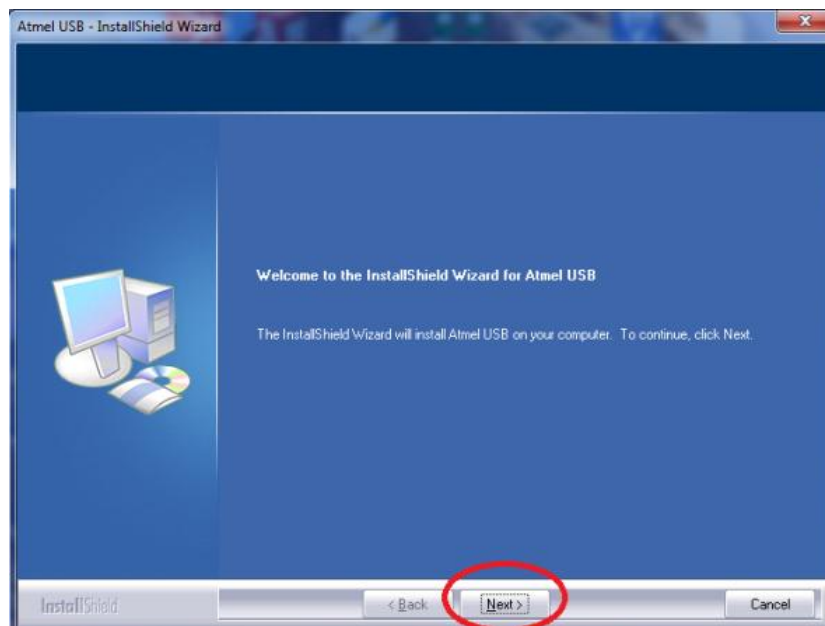 Atmel USB - InstallShield Wizard
Welcome to the InstallShield Wizard for Atmel USB
The InstallShield Wizard will install Atmel USB on your computer. To continue, click Next.
InstallShield
< Back
Next >
Cancel